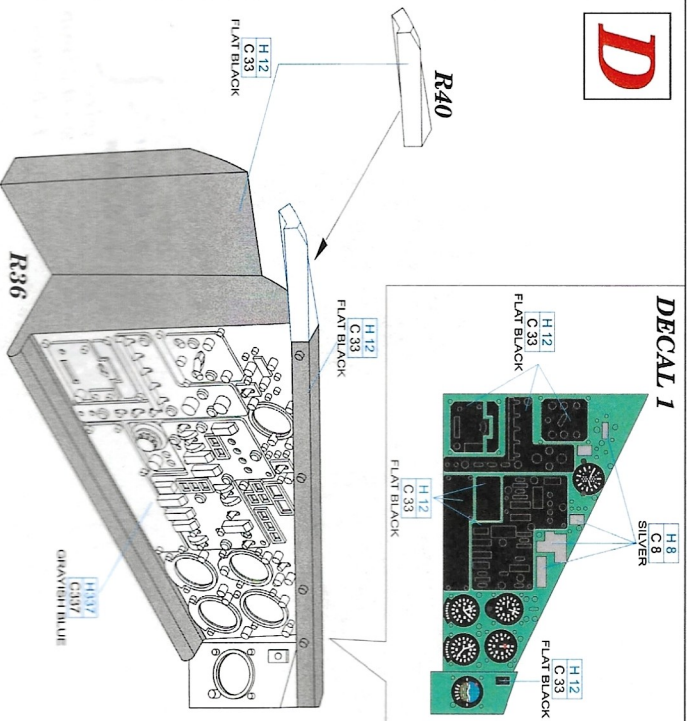 D
R40
H 12
C 33
FLAT BLACK
R36
H 12
C 33
FLAT BLACK
H337
C337
GRAYISH BLUE
DECAL 1
H 12
C 33
FLAT BLACK
H 12
C 33
FLAT BLACK
H 8
C 8
SILVER
H 12
C 33
FLAT BLACK